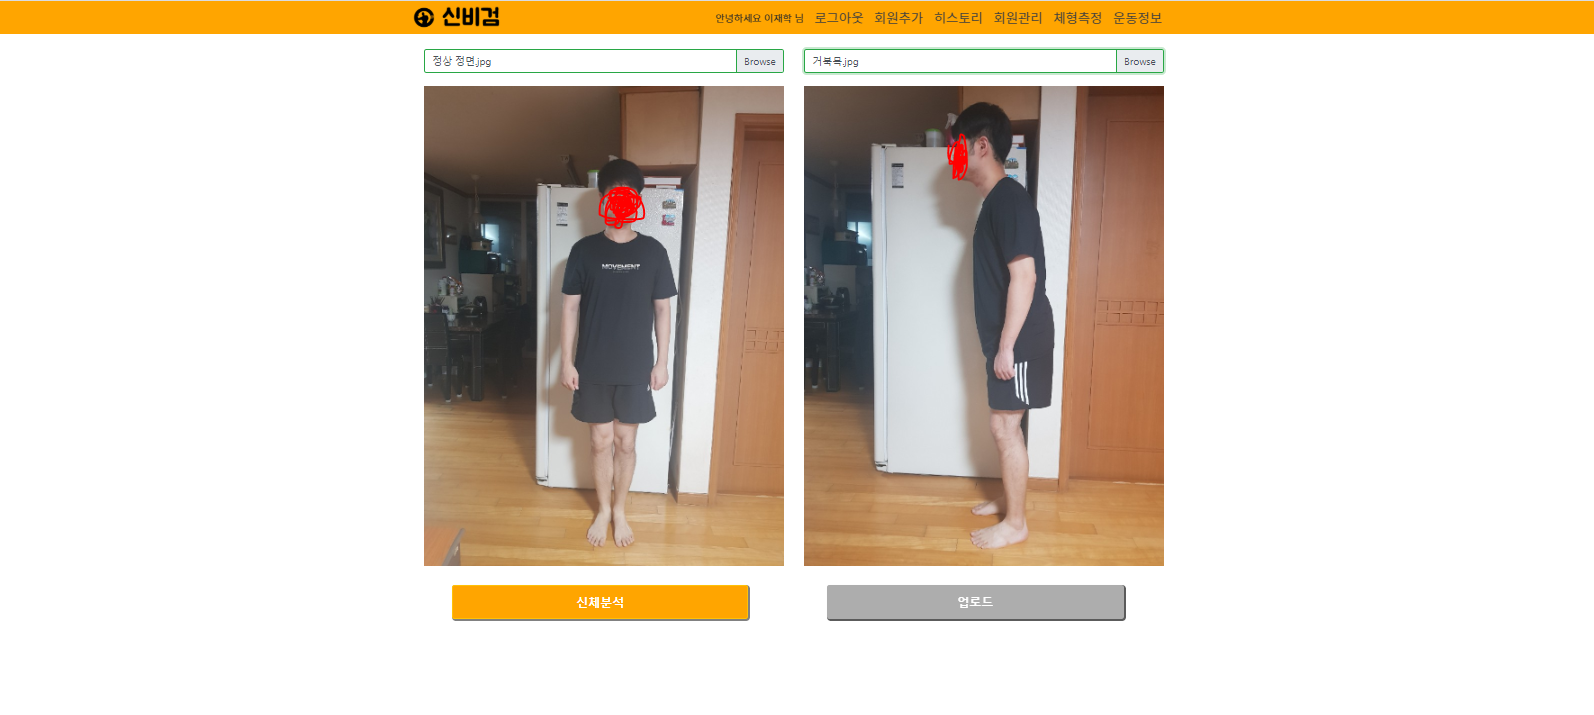 신비검
안녕하세요 이재학 님 로그아웃 회원추가 히스토리 회원관리 체형측정 운동정보
정상 정면.jpg Browse
거북목.jpg Browse
MOVEMENT
신체분석
업로드